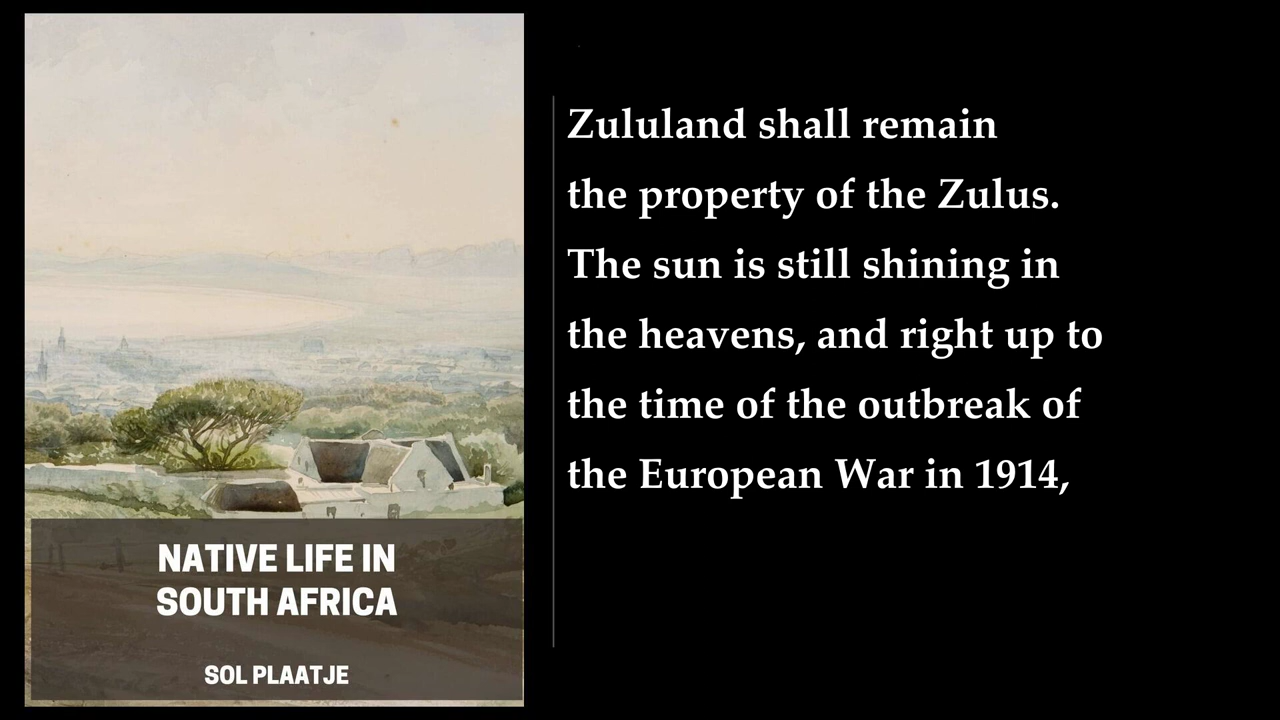 Zululand shall remain
the property of the Zulus.
The sun is still shining in
the heavens, and right up to
the time of the outbreak of
the European War in 1914,
NATIVE LIFE IN
SOUTH AFRICA
SOL PLAATJE